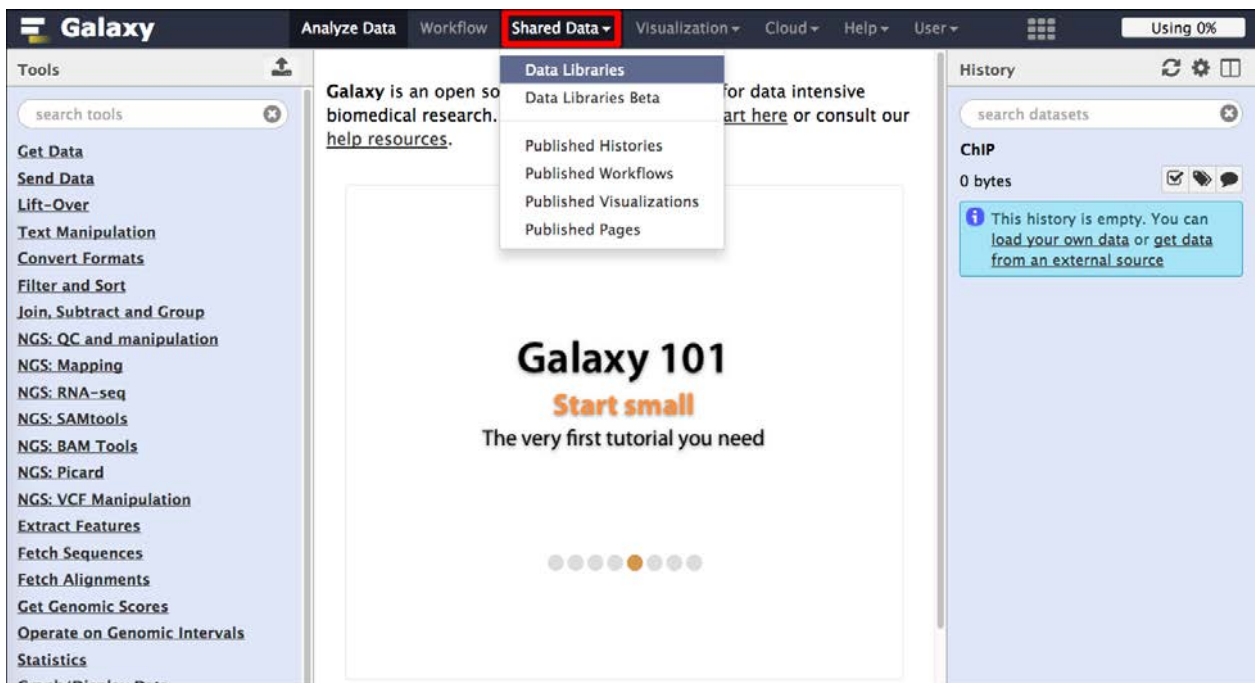 Galaxy
Analyze Data Workflow Shared Data Visualization Cloud Help User Using 0%
Tools
search tools
Get Data
Send Data
Lift-Over
Text Manipulation
Convert Formats
Filter and Sort
Join, Subtract and Group
NGS: QC and manipulation
NGS: Mapping
NGS: RNA-seq
NGS: SAMtools
NGS: BAM Tools
NGS: Picard
NGS: VCF Manipulation
Extract Features
Fetch Sequences
Fetch Alignments
Get Genomic Scores
Operate on Genomic Intervals
Statistics
Data Libraries
Data Libraries Beta
Published Histories
Published Workflows
Published Visualizations
Published Pages
Galaxy is an open for data intensive
biomedical research. here or consult our
help resources.
Galaxy 101
Start small
The very first tutorial you need
History
search datasets
ChIP
0 bytes
This history is empty. You can
load your own data or get data
from an external source